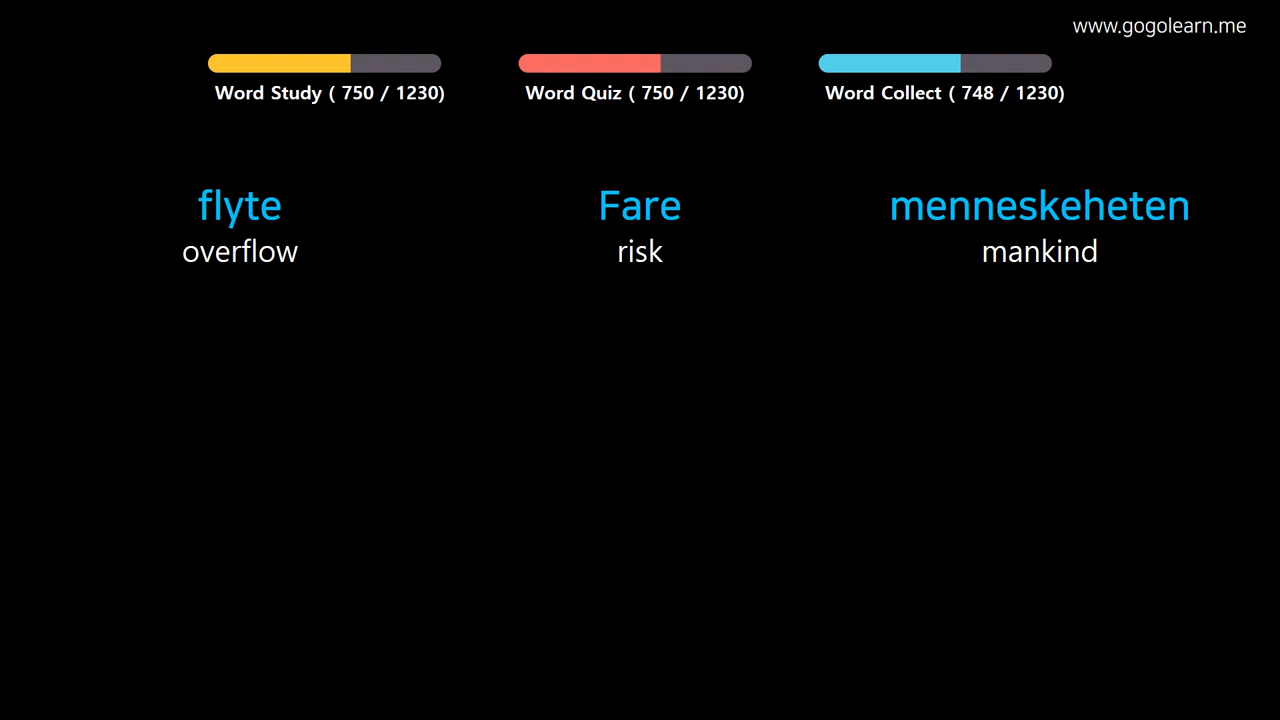 www.gogolearn.me
Word Study ( 750 / 1230)
Word Quiz ( 750 / 1230)
Word Collect ( 748 / 1230)
flyte
overflow
Fare
risk
menneskeheten
mankind